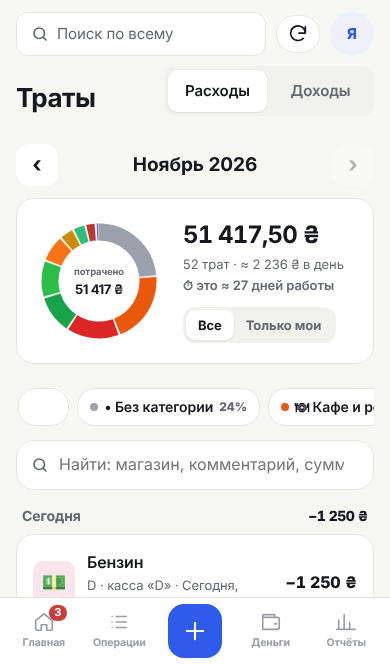 Поиск по всему
Я
Траты
Расходы
Доходы
Ноябрь 2026
потрачено
51 417 ₴
51 417,50 ₴
52 трат · ≈ 2 236 ₴ в день
⏱ это ≈ 27 дней работы
Все
Только мои
• Без категории 24%
Кафе и р
Найти: магазин, комментарий, сумм
Сегодня
−1 250 ₴
Бензин
D · касса «D» · Сегодня,
−1 250 ₴
3
Главная
Операции
Деньги
Отчёты